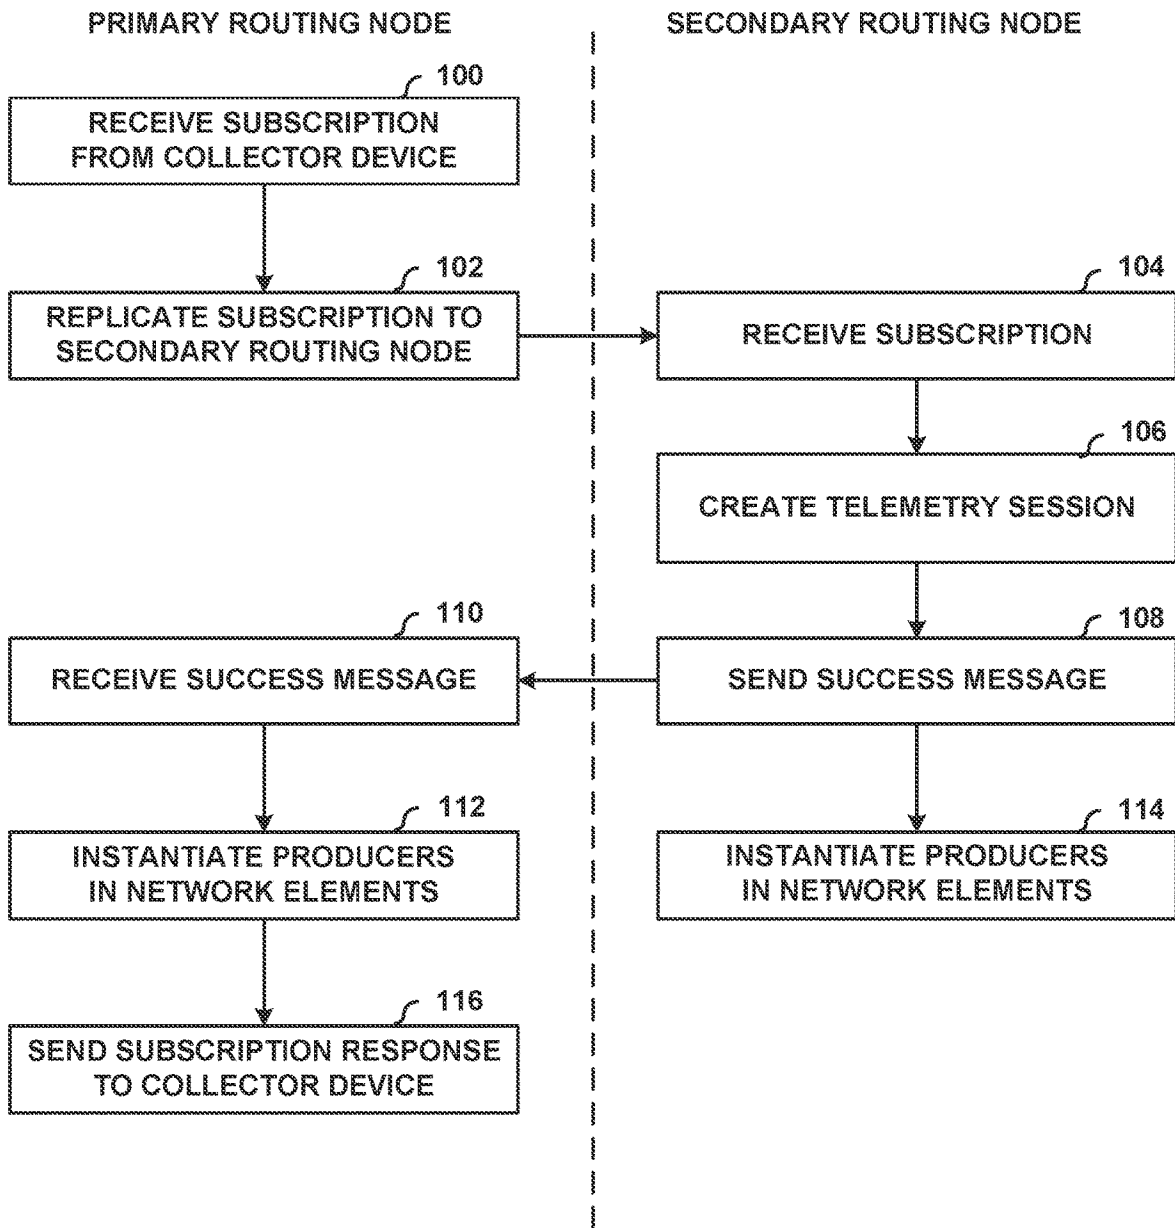 PRIMARY ROUTING NODE
SECONDARY ROUTING NODE
100
RECEIVE SUBSCRIPTION
FROM COLLECTOR DEVICE
102
REPLICATE SUBSCRIPTION TO
SECONDARY ROUTING NODE
104
RECEIVE SUBSCRIPTION
106
CREATE TELEMETRY SESSION
108
SEND SUCCESS MESSAGE
110
RECEIVE SUCCESS MESSAGE
112
INSTANTIATE PRODUCERS
IN NETWORK ELEMENTS
114
INSTANTIATE PRODUCERS
IN NETWORK ELEMENTS
116
SEND SUBSCRIPTION RESPONSE
TO COLLECTOR DEVICE